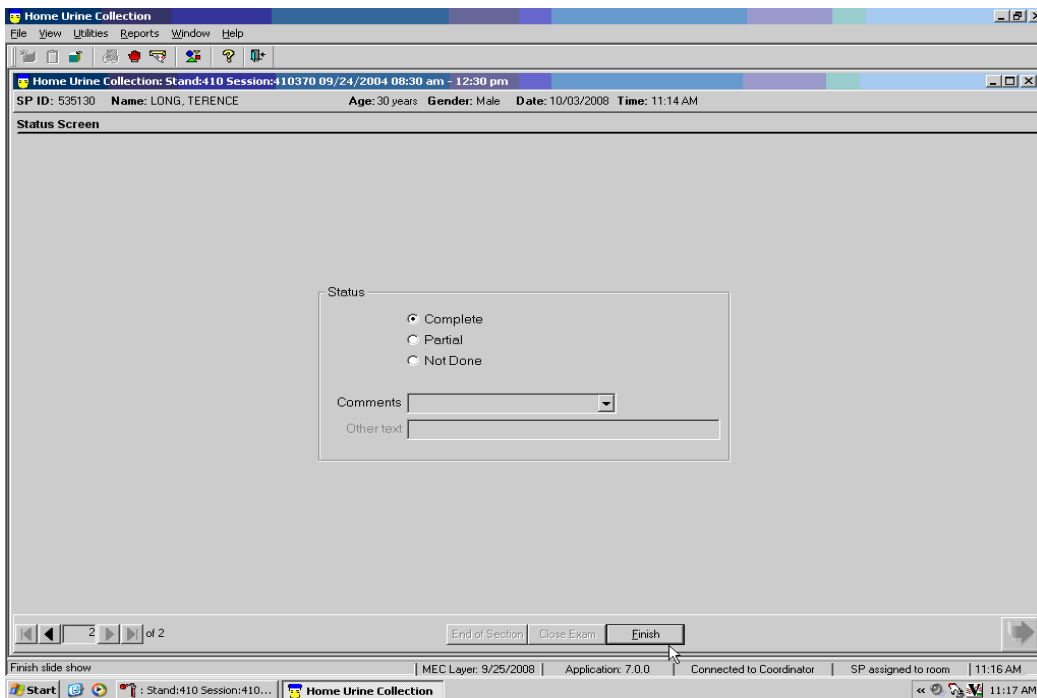 Home Urine Collection
File View Utilities Reports Window Help
Home Urine Collection: Stand:410 Session:410370 09/24/2004 08:30 am - 12:30 pm
SP ID: 535130 Name: LONG, TERENCE Age: 30 years Gender: Male Date: 10/03/2008 Time: 11:14 AM
Status Screen
Status
Complete
Partial
Not Done
Comments
Other text
2 of 2 End of Section Close Exam Finish
Finish slide show MEC Layer: 9/25/2008 Application: 7.0.0 Connected to Coordinator SP assigned to room 11:16 AM
Start : Stand:410 Session:410... Home Urine Collection « 11:17 AM